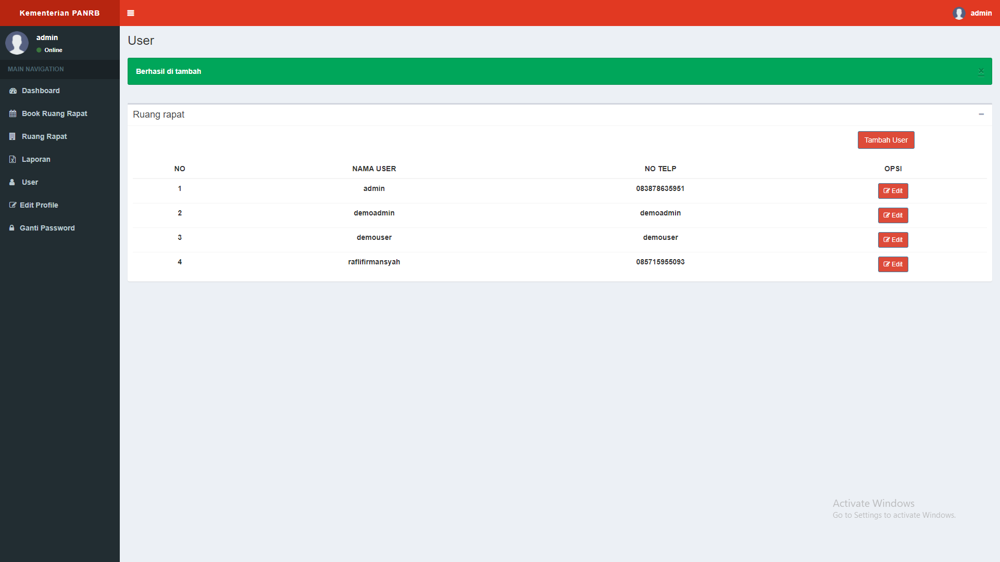 Kementerian PANRB
admin
admin
Online
MAIN NAVIGATION
Dashboard
Book Ruang Rapat
Ruang Rapat
Laporan
User
Edit Profile
Ganti Password
User
Berhasil di tambah
×
Ruang rapat
Tambah User
NO NAMA USER NO TELP OPSI
1 admin 083878635951 Edit
2 demoadmin demoadmin Edit
3 demouser demouser Edit
4 raflifirmansyah 085715955093 Edit
Activate Windows
Go to Settings to activate Windows.